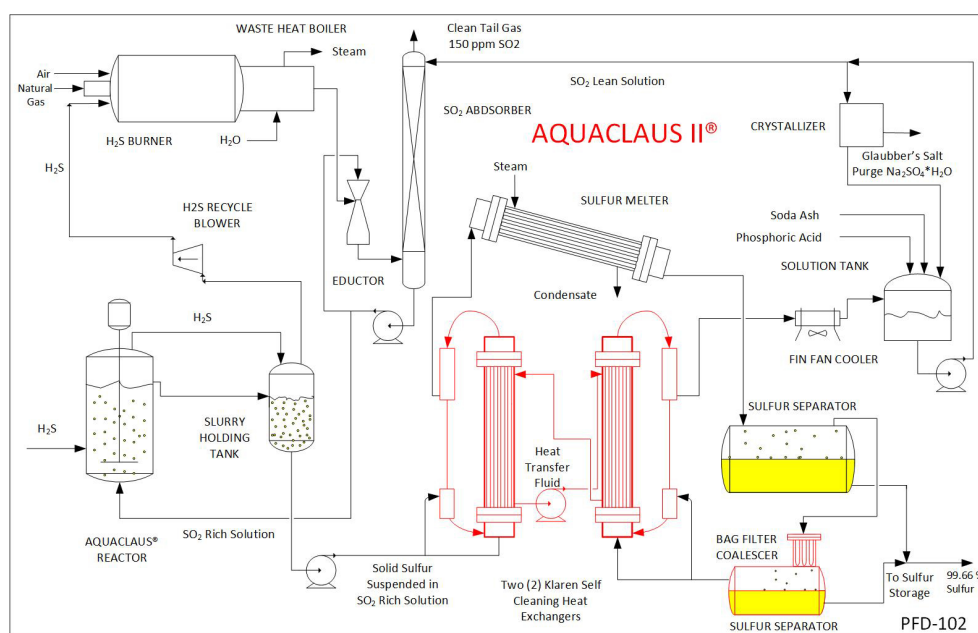 WASTE HEAT BOILER
Steam
Clean Tail Gas
150 ppm SO2
Air
Natural
Gas
H₂S BURNER
H₂O
SO₂ ABDSORBER
SO₂ Lean Solution
AQUACLAUS II®
CRYSTALLIZER
Glaubber's Salt
Purge Na₂SO₄*H₂O
H₂S
H2S RECYCLE
BLOWER
EDUCTOR
Steam
SULFUR MELTER
Condensate
Soda Ash
Phosphoric Acid
SOLUTION TANK
FIN FAN COOLER
H₂S
H₂S
SLURRY
HOLDING
TANK
SO₂ Rich Solution
AQUACLAUS®
REACTOR
Solid Sulfur
Suspended in
SO₂ Rich Solution
Heat
Transfer
Fluid
Two (2) Klaren Self
Cleaning Heat
Exchangers
SULFUR SEPARATOR
BAG FILTER
COALESCER
SULFUR SEPARATOR
To Sulfur
Storage
99.66 %
Sulfur
PFD-102